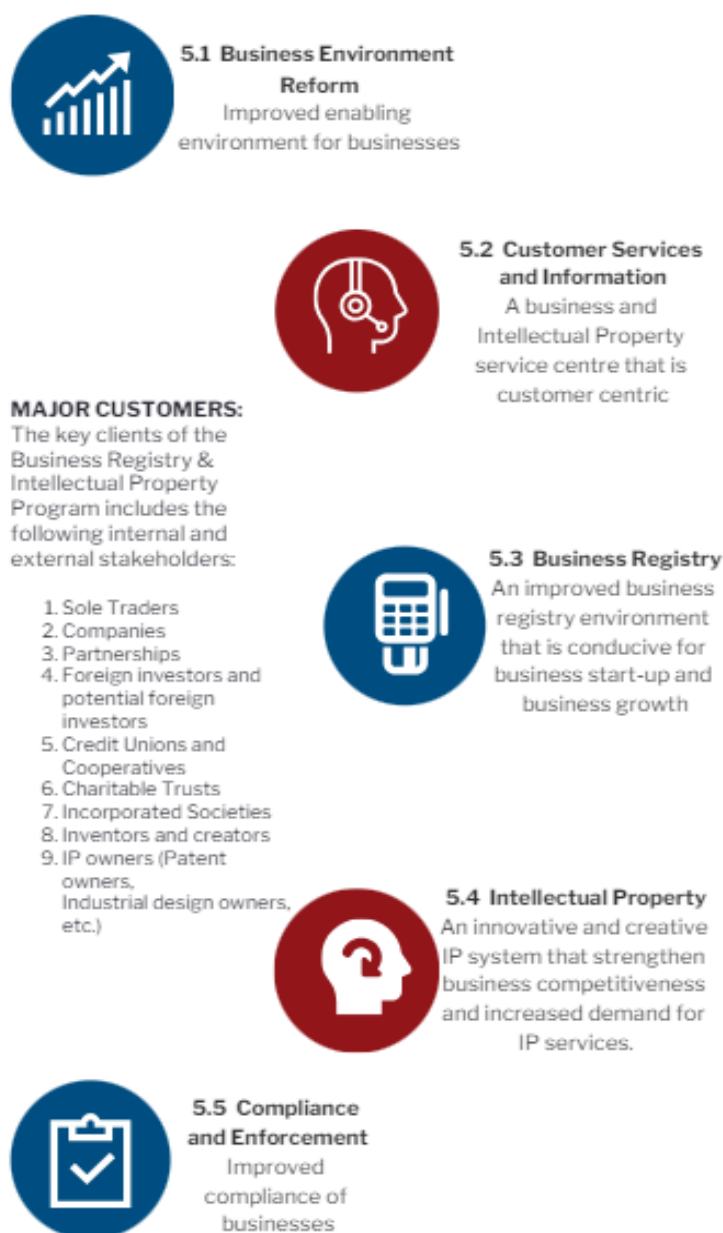 5.1 Business Environment
Reform
Improved enabling
environment for businesses
5.2 Customer Services
and Information
A business and
Intellectual Property
service centre that is
customer centric
MAJOR CUSTOMERS:
The key clients of the
Business Registry &
Intellectual Property
Program includes the
following internal and
external stakeholders:
1. Sole Traders
2. Companies
3. Partnerships
4. Foreign investors and
potential foreign
investors
5. Credit Unions and
Cooperatives
6. Charitable Trusts
7. Incorporated Societies
8. Inventors and creators
9. IP owners (Patent
owners,
Industrial design owners,
etc.)
5.3 Business Registry
An improved business
registry environment
that is conducive for
business start-up and
business growth
5.4 Intellectual Property
An innovative and creative
IP system that strengthen
business competitiveness
and increased demand for
IP services.
5.5 Compliance
and Enforcement
Improved
compliance of
businesses